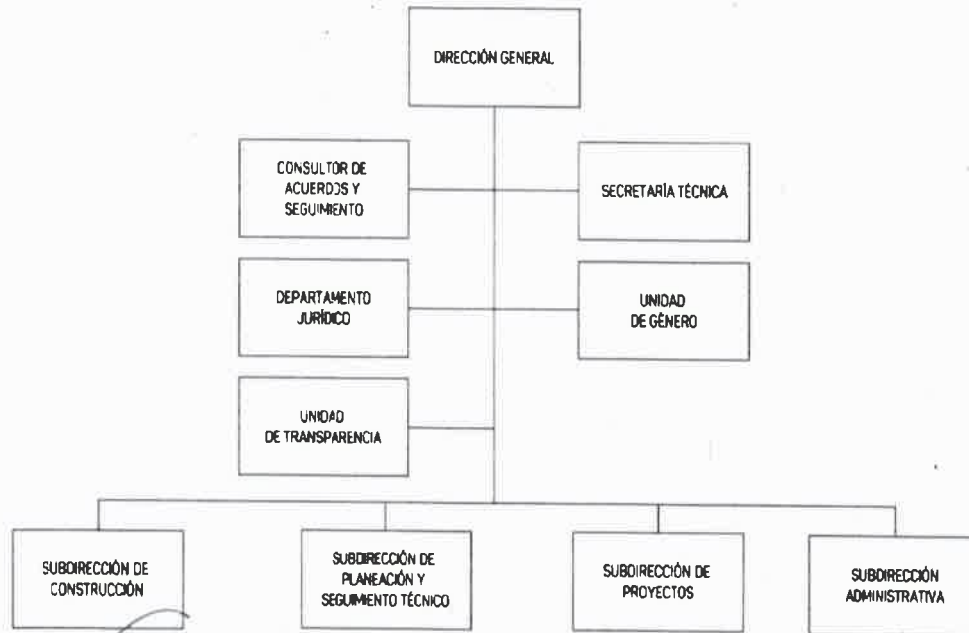 DIRECCIÓN GENERAL
CONSULTOR DE
ACUERDOS Y
SEGUIMIENTO
SECRETARÍA TÉCNICA
DEPARTAMENTO
JURÍDICO
UNIDAD
DE GÉNERO
UNIDAD
DE TRANSPARENCIA
SUBDIRECCIÓN DE
CONSTRUCCIÓN
SUBDIRECCIÓN DE
PLANEACIÓN Y
SEGUIMIENTO TÉCNICO
SUBDIRECCIÓN DE
PROYECTOS
SUBDIRECCIÓN
ADMINISTRATIVA